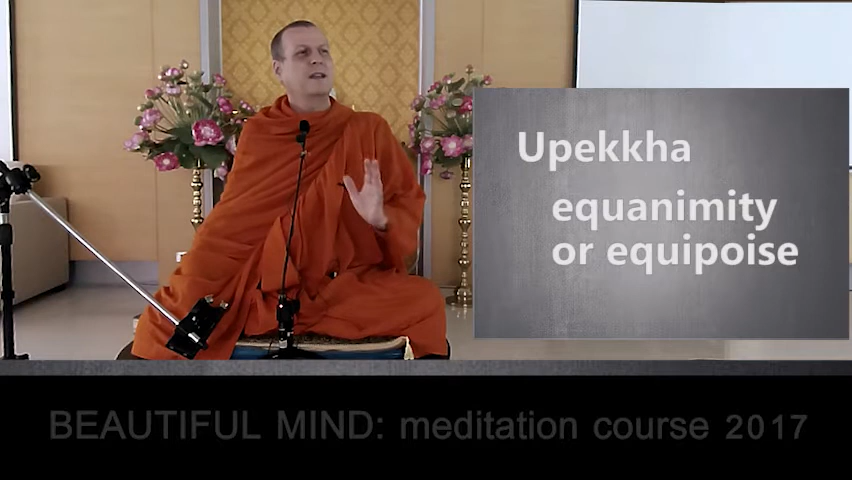 Upekkha
equanimity
or equipoise
BEAUTIFUL MIND: meditation course 2017